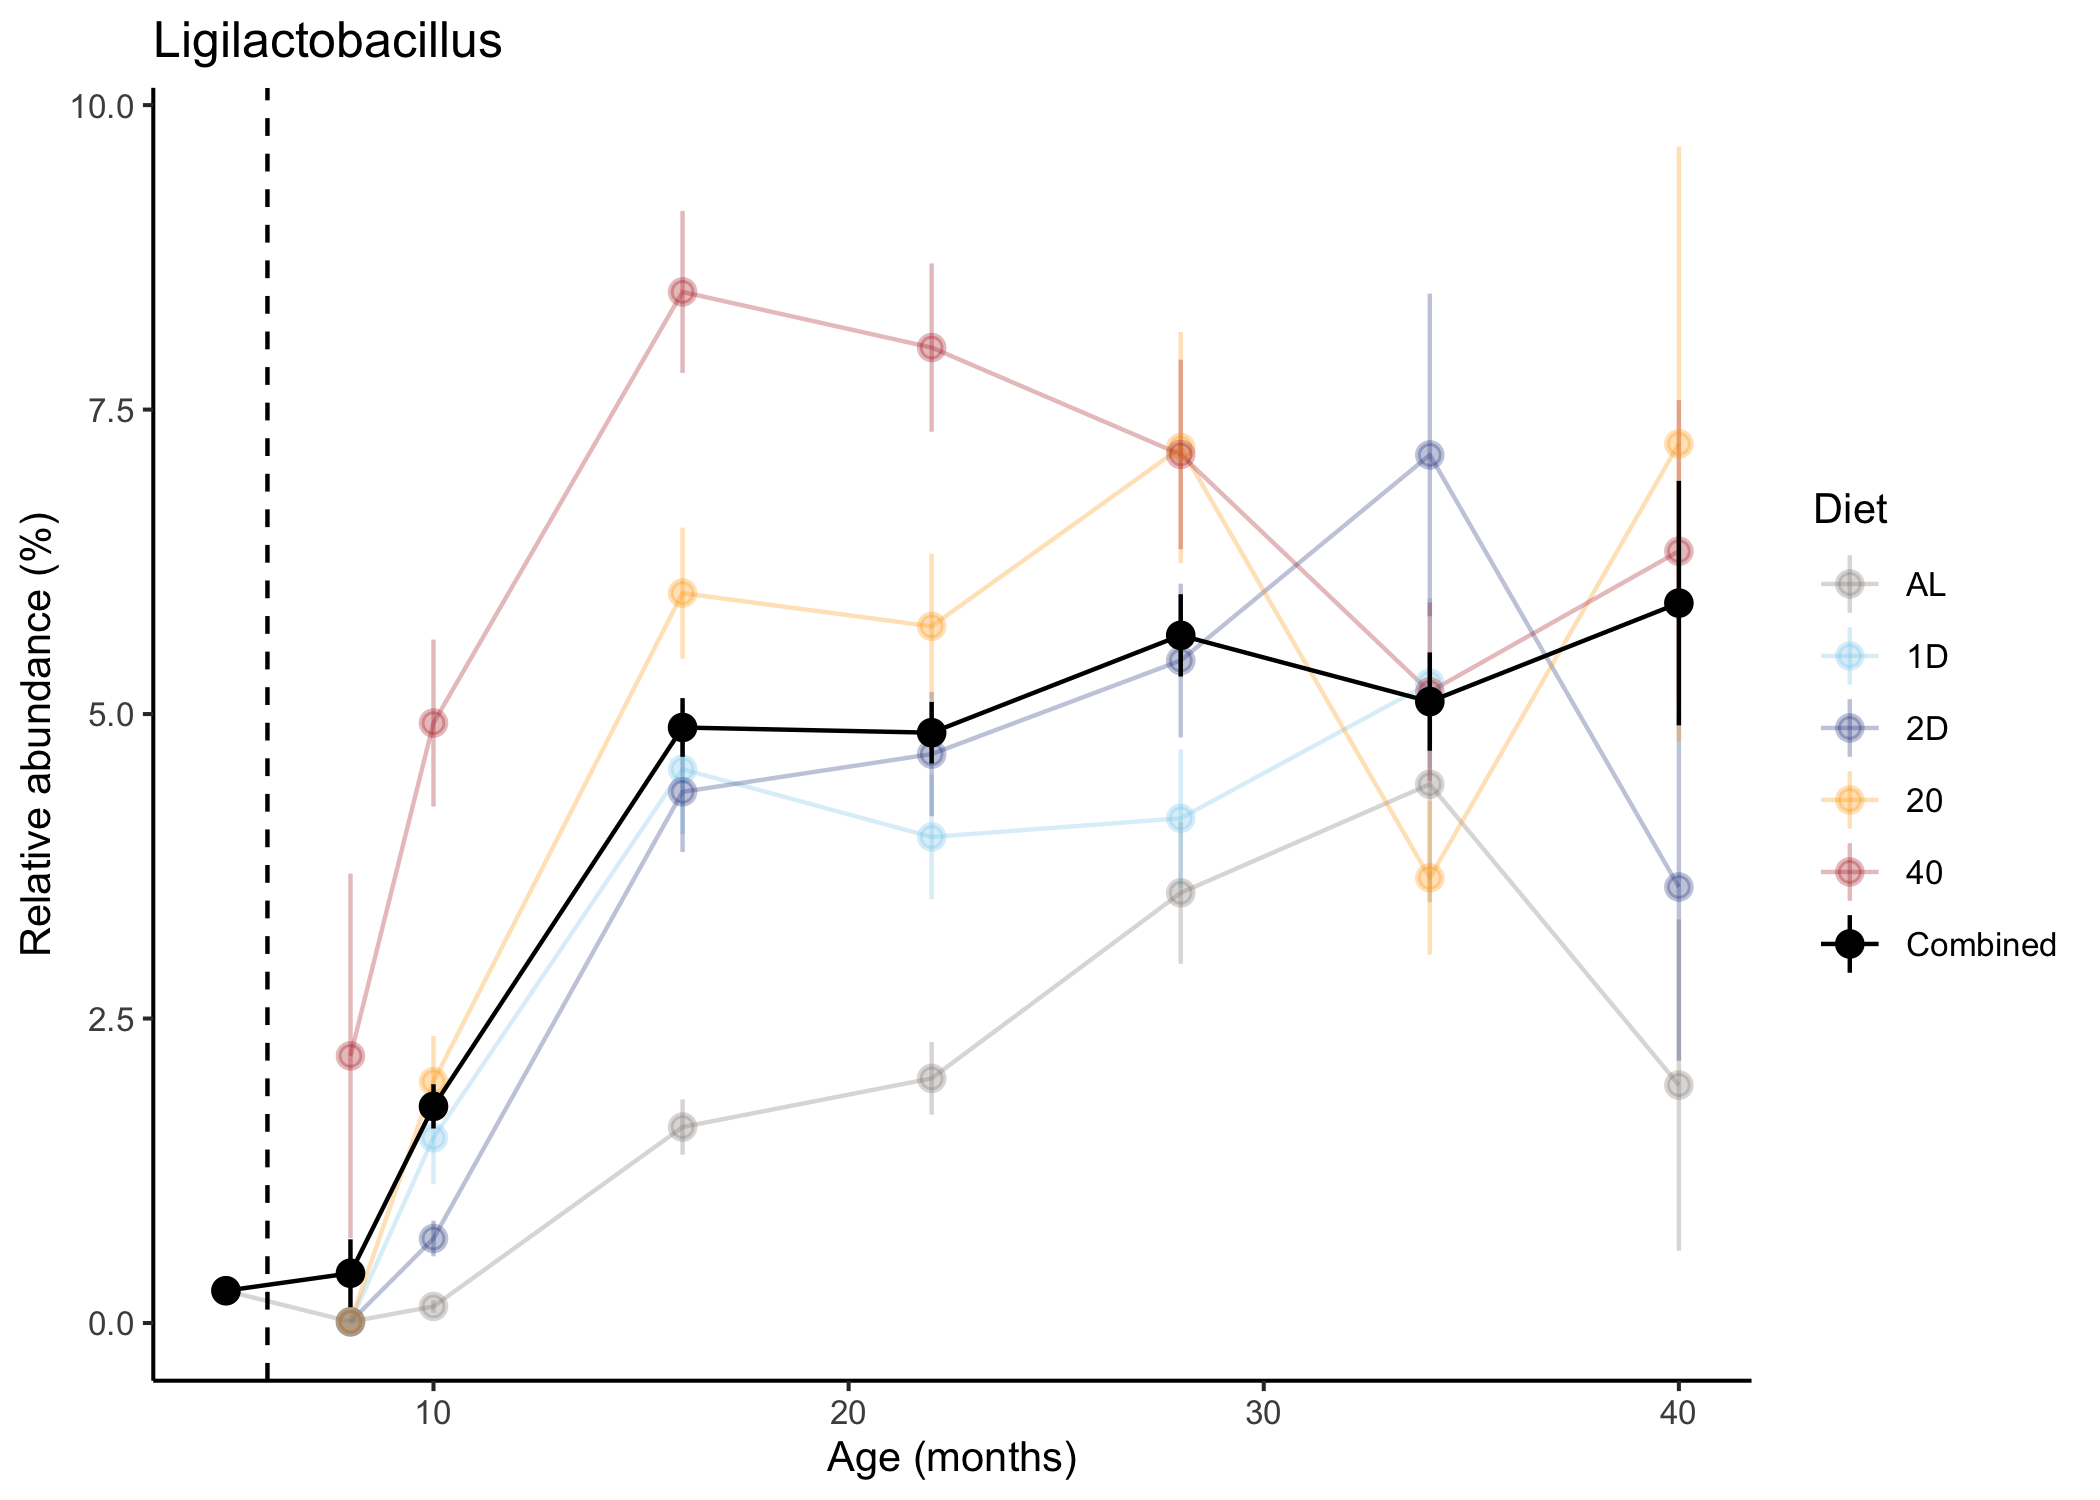 Ligilactobacillus
10.0
7.5
5.0
2.5
0.0
Relative abundance (%)
10
20
30
40
Age (months)
Diet
AL
1D
2D
20
40
Combined